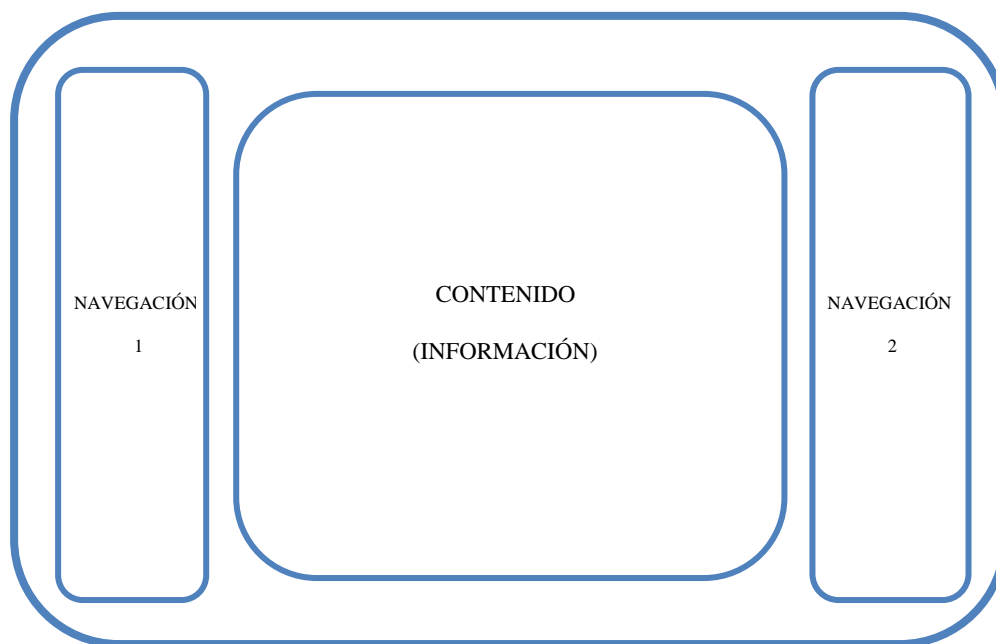 NAVEGACIÓN
1
CONTENIDO
(INFORMACIÓN)
NAVEGACIÓN
2